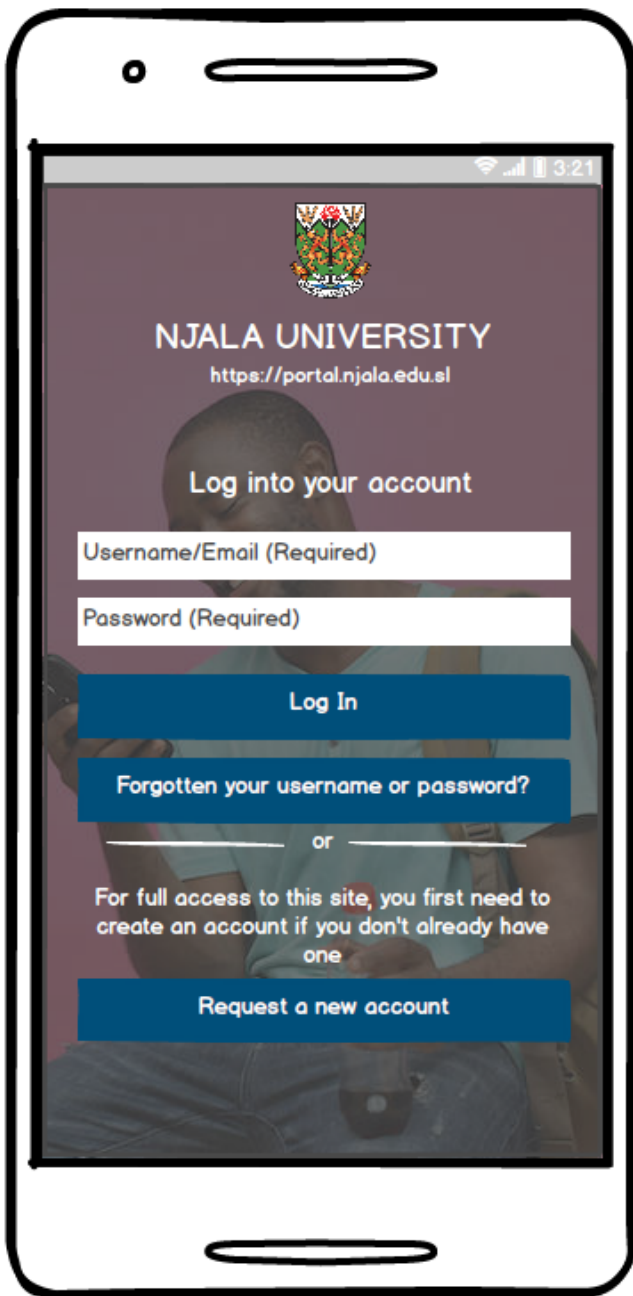 3:21
NJALA UNIVERSITY
https://portal.njala.edu.sl
Log into your account
Username/Email (Required)
Password (Required)
Log In
Forgotten your username or password?
or
For full access to this site, you first need to
create an account if you don't already have
one
Request a new account